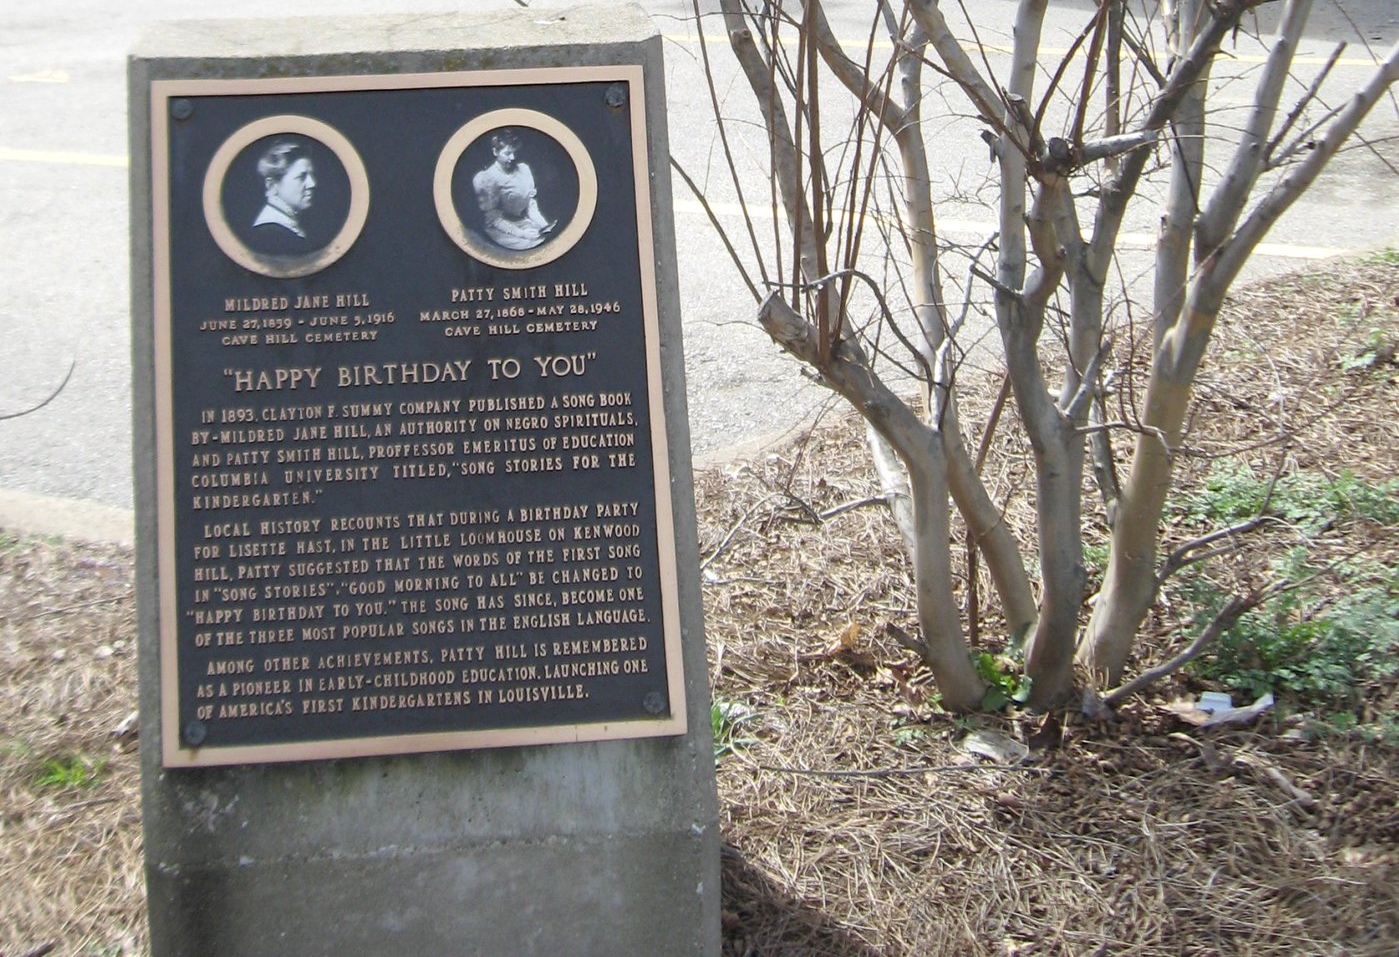 MILDRED JANE HILL
JUNE 27, 1859 - JUNE 5, 1916
CAVE HILL CEMETERY
PATTY SMITH HILL
MARCH 27, 1868 - MAY 28, 1946
CAVE HILL CEMETERY
"HAPPY BIRTHDAY TO YOU"
IN 1893, CLAYTON F. SUMMY COMPANY PUBLISHED A SONG BOOK
BY-MILDRED JANE HILL, AN AUTHORITY ON NEGRO SPIRITUALS,
AND PATTY SMITH HILL, PROFFESOR EMERITUS OF EDUCATION
COLUMBIA UNIVERSITY TITLED, "SONG STORIES FOR THE
KINDERGARTEN."
LOCAL HISTORY RECOUNTS THAT DURING A BIRTHDAY PARTY
FOR LISETTE HAST, IN THE LITTLE LOOMHOUSE ON KENWOOD
HILL, PATTY SUGGESTED THAT THE WORDS OF THE FIRST SONG
IN "SONG STORIES", "GOOD MORNING TO ALL" BE CHANGED TO
"HAPPY BIRTHDAY TO YOU." THE SONG HAS SINCE, BECOME ONE
OF THE THREE MOST POPULAR SONGS IN THE ENGLISH LANGUAGE.
AMONG OTHER ACHIEVEMENTS, PATTY HILL IS REMEMBERED
AS A PIONEER IN EARLY-CHILDHOOD EDUCATION, LAUNCHING ONE
OF AMERICA'S FIRST KINDERGARTENS IN LOUISVILLE.